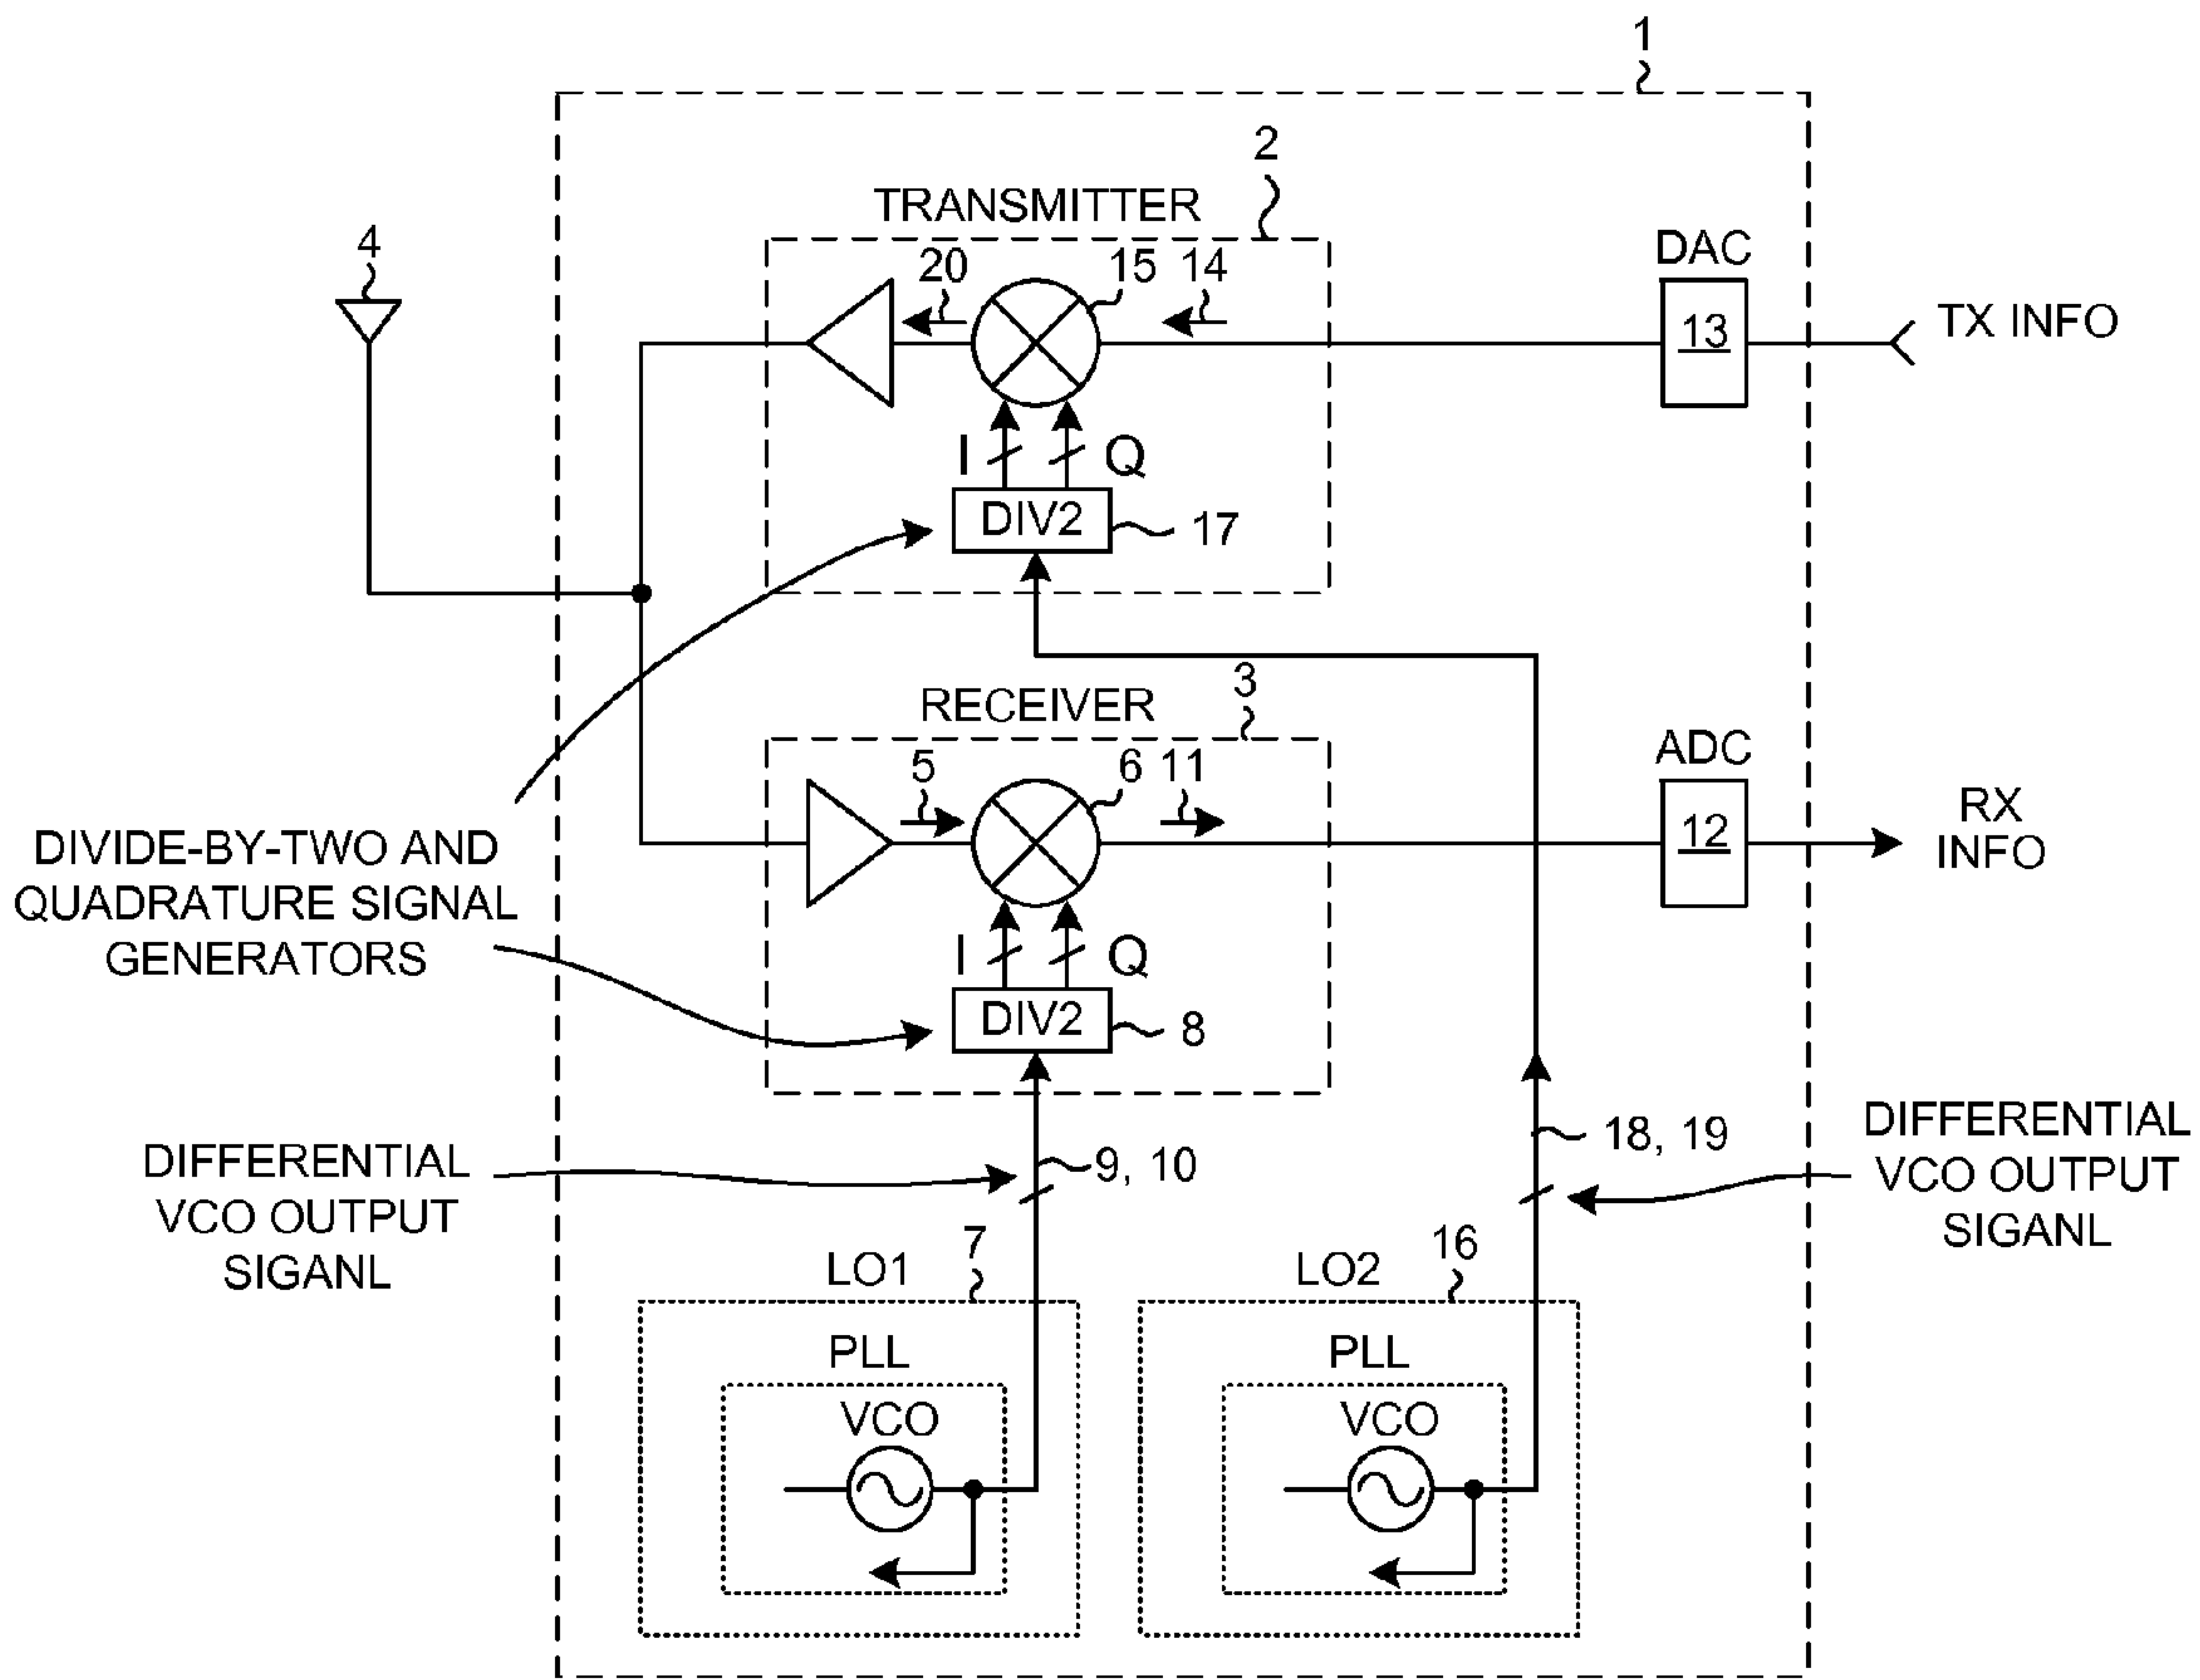 1
2
TRANSMITTER
4
20
15
14
DAC
13
TX INFO
I
Q
DIV2
17
3
RECEIVER
5
6
11
ADC
12
RX
INFO
DIVIDE-BY-TWO AND
QUADRATURE SIGNAL
GENERATORS
I
Q
DIV2
8
DIFFERENTIAL
VCO OUTPUT
SIGANL
9, 10
18, 19
DIFFERENTIAL
VCO OUTPUT
SIGANL
7
LO1
16
LO2
PLL
VCO
PLL
VCO